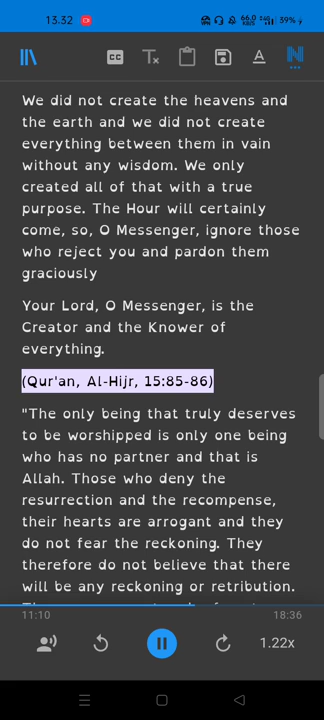 13.32
66.0
KB/S
240
39%
CC
We did not create the heavens and
the earth and we did not create
everything between them in vain
without any wisdom. We only
created all of that with a true
purpose. The Hour will certainly
come, so, O Messenger, ignore those
who reject you and pardon them
graciously
Your Lord, O Messenger, is the
Creator and the Knower of
everything.
(Qur'an, Al-Hijr, 15:85-86)
"The only being that truly deserves
to be worshipped is only one being
who has no partner and that is
Allah. Those who deny the
resurrection and the recompense,
their hearts are arrogant and they
do not fear the reckoning. They
therefore do not believe that there
will be any reckoning or retribution.
11:10
18:36
1.22x